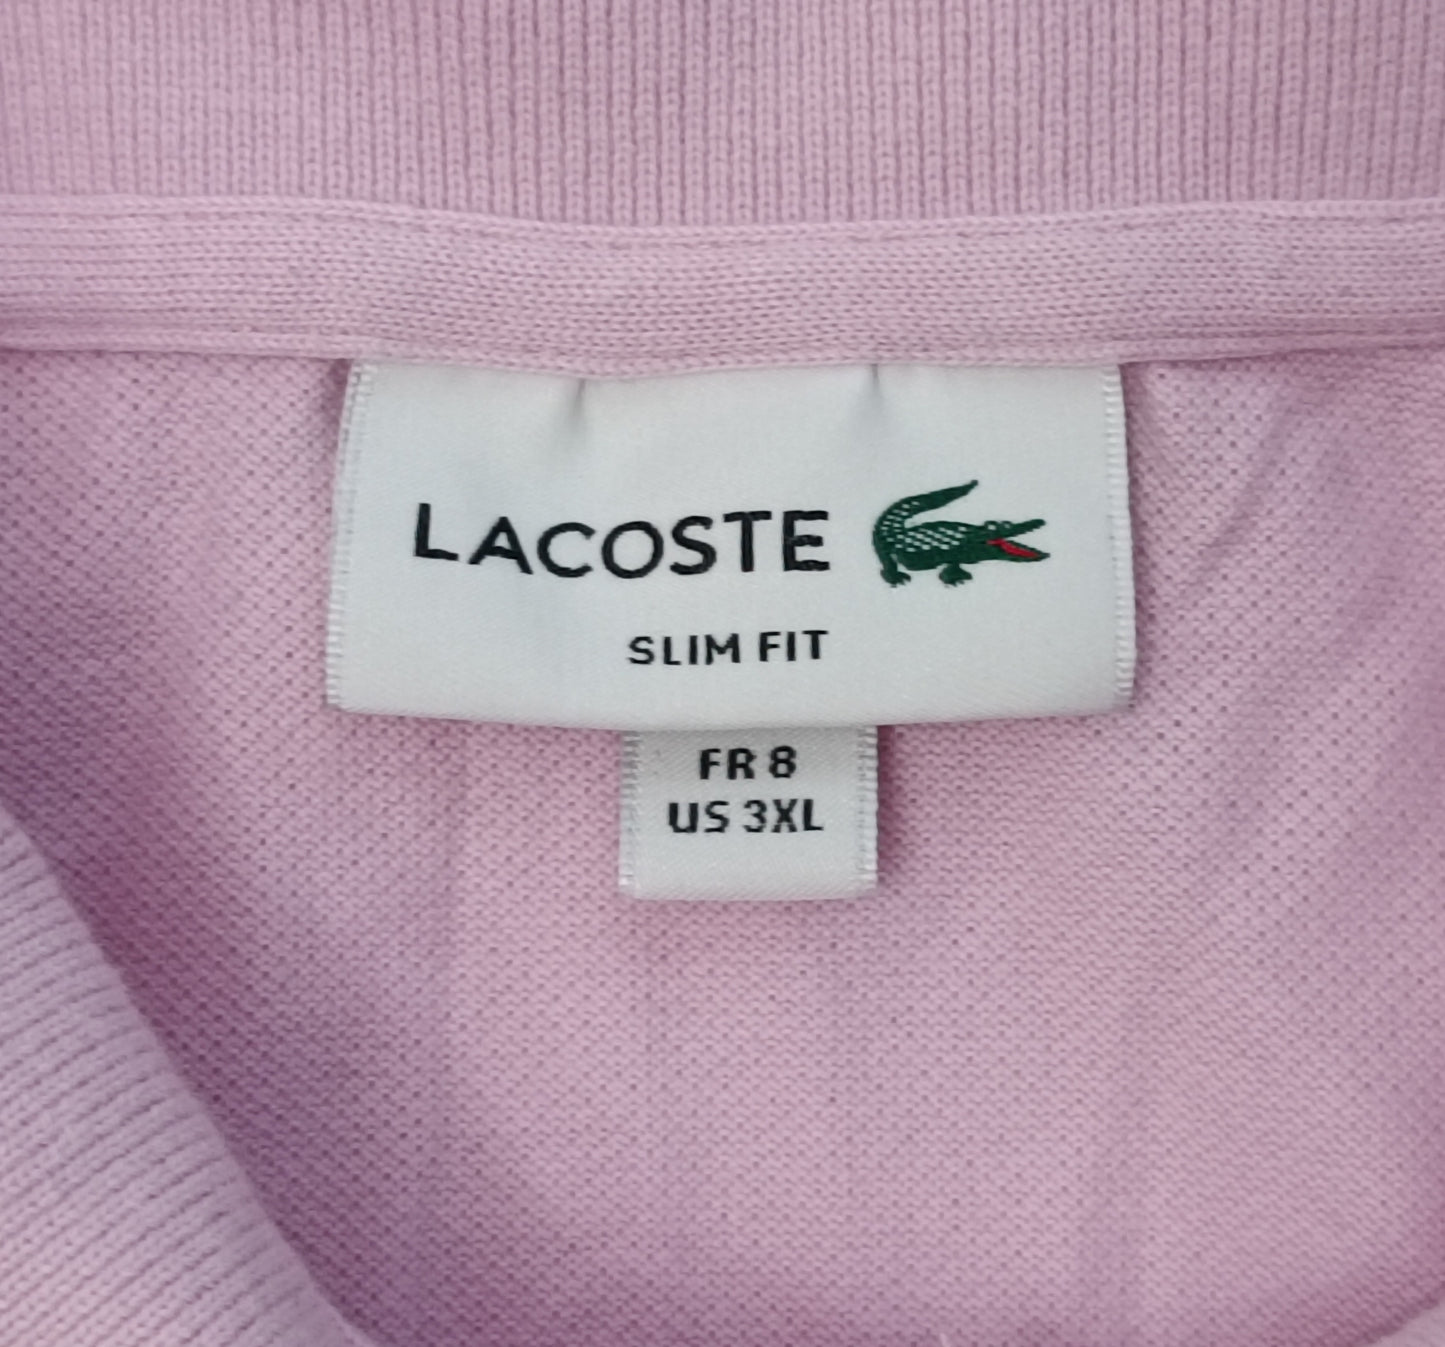 LACOSTE
SLIM FIT
FR 8
US 3XL